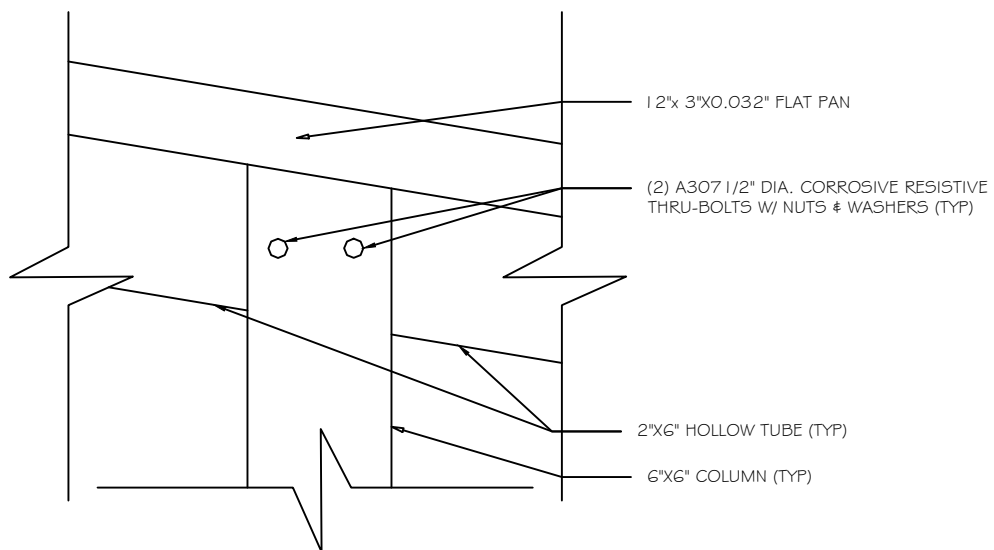 12"x 3"X0.032" FLAT PAN
(2) A307 1/2" DIA. CORROSIVE RESISTIVE
THRU-BOLTS W/ NUTS & WASHERS (TYP)
2"X6" HOLLOW TUBE (TYP)
6"X6" COLUMN (TYP)